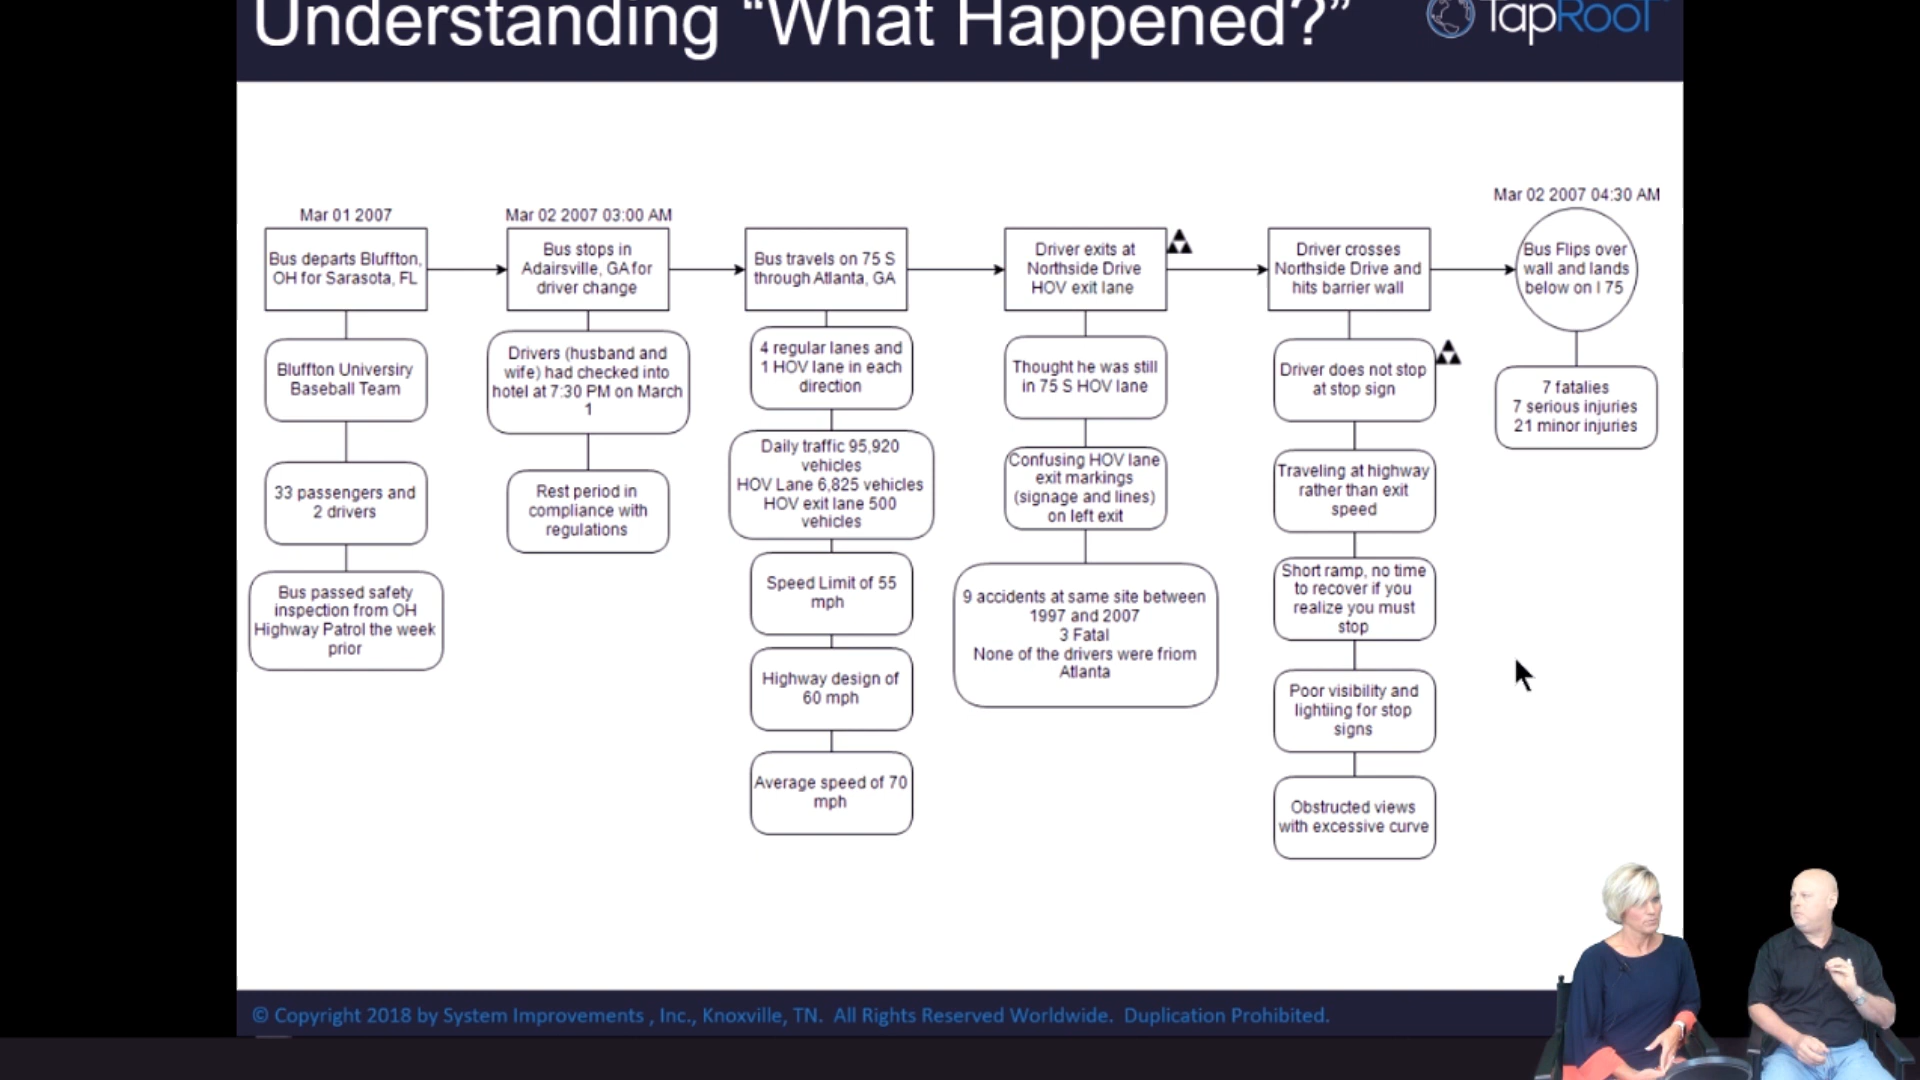 Understanding “What Happened?”
TapRooT
Mar 01 2007
Bus departs Bluffton,
OH for Sarasota, FL
Bluffton Universiry
Baseball Team
33 passengers and
2 drivers
Bus passed safety
inspection from OH
Highway Patrol the week
prior
Mar 02 2007 03:00 AM
Bus stops in
Adairsville, GA for
driver change
Drivers (husband and
wife) had checked into
hotel at 7:30 PM on March
1
Rest period in
compliance with
regulations
Bus travels on 75 S
through Atlanta, GA
4 regular lanes and
1 HOV lane in each
direction
Daily traffic 95,920
vehicles
HOV Lane 6,825 vehicles
HOV exit lane 500
vehicles
Speed Limit of 55
mph
Highway design of
60 mph
Average speed of 70
mph
Driver exits at
Northside Drive
HOV exit lane
Thought he was still
in 75 S HOV lane
Confusing HOV lane
exit markings
(signage and lines)
on left exit
9 accidents at same site between
1997 and 2007
3 Fatal
None of the drivers were friom
Atlanta
Driver crosses
Northside Drive and
hits barrier wall
Driver does not stop
at stop sign
Traveling at highway
rather than exit
speed
Short ramp, no time
to recover if you
realize you must
stop
Poor visibility and
lightiing for stop
signs
Obstructed views
with excessive curve
Mar 02 2007 04:30 AM
Bus Flips over
wall and lands
below on I 75
7 fatalies
7 serious injuries
21 minor injuries
© Copyright 2018 by System Improvements , Inc., Knoxville, TN. All Rights Reserved Worldwide. Duplication Prohibited.